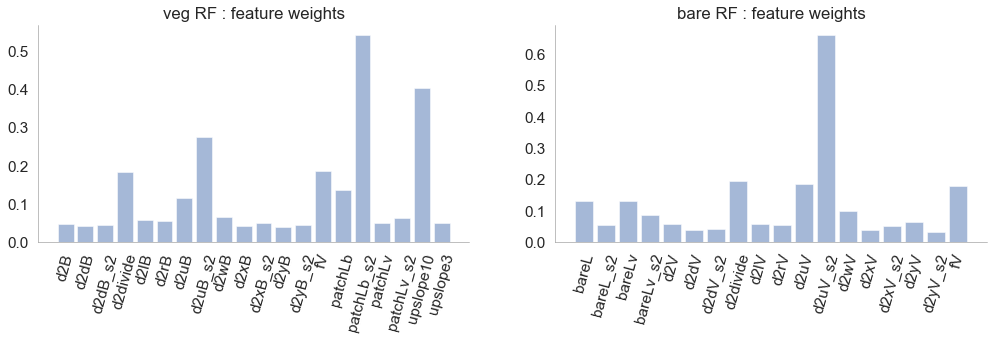 veg RF : feature weights
0.5
0.4
0.3
0.2
0.1
0.0
d2B
d2dB
d2dB_s2
d2divide
d2lB
d2rB
d2uB
d2uB_s2
d2wB
d2xB
d2xB_s2
d2yB
d2yB_s2
fV
patchLb
patchLb_s2
patchLv
patchLv_s2
upslope10
upslope3
bare RF : feature weights
0.6
0.5
0.4
0.3
0.2
0.1
0.0
bareL
bareL_s2
bareLv
bareLv_s2
d2V
d2dV
d2dV_s2
d2divide
d2lV
d2rV
d2uV
d2uV_s2
d2wV
d2xV
d2xV_s2
d2yV
d2yV_s2
fV